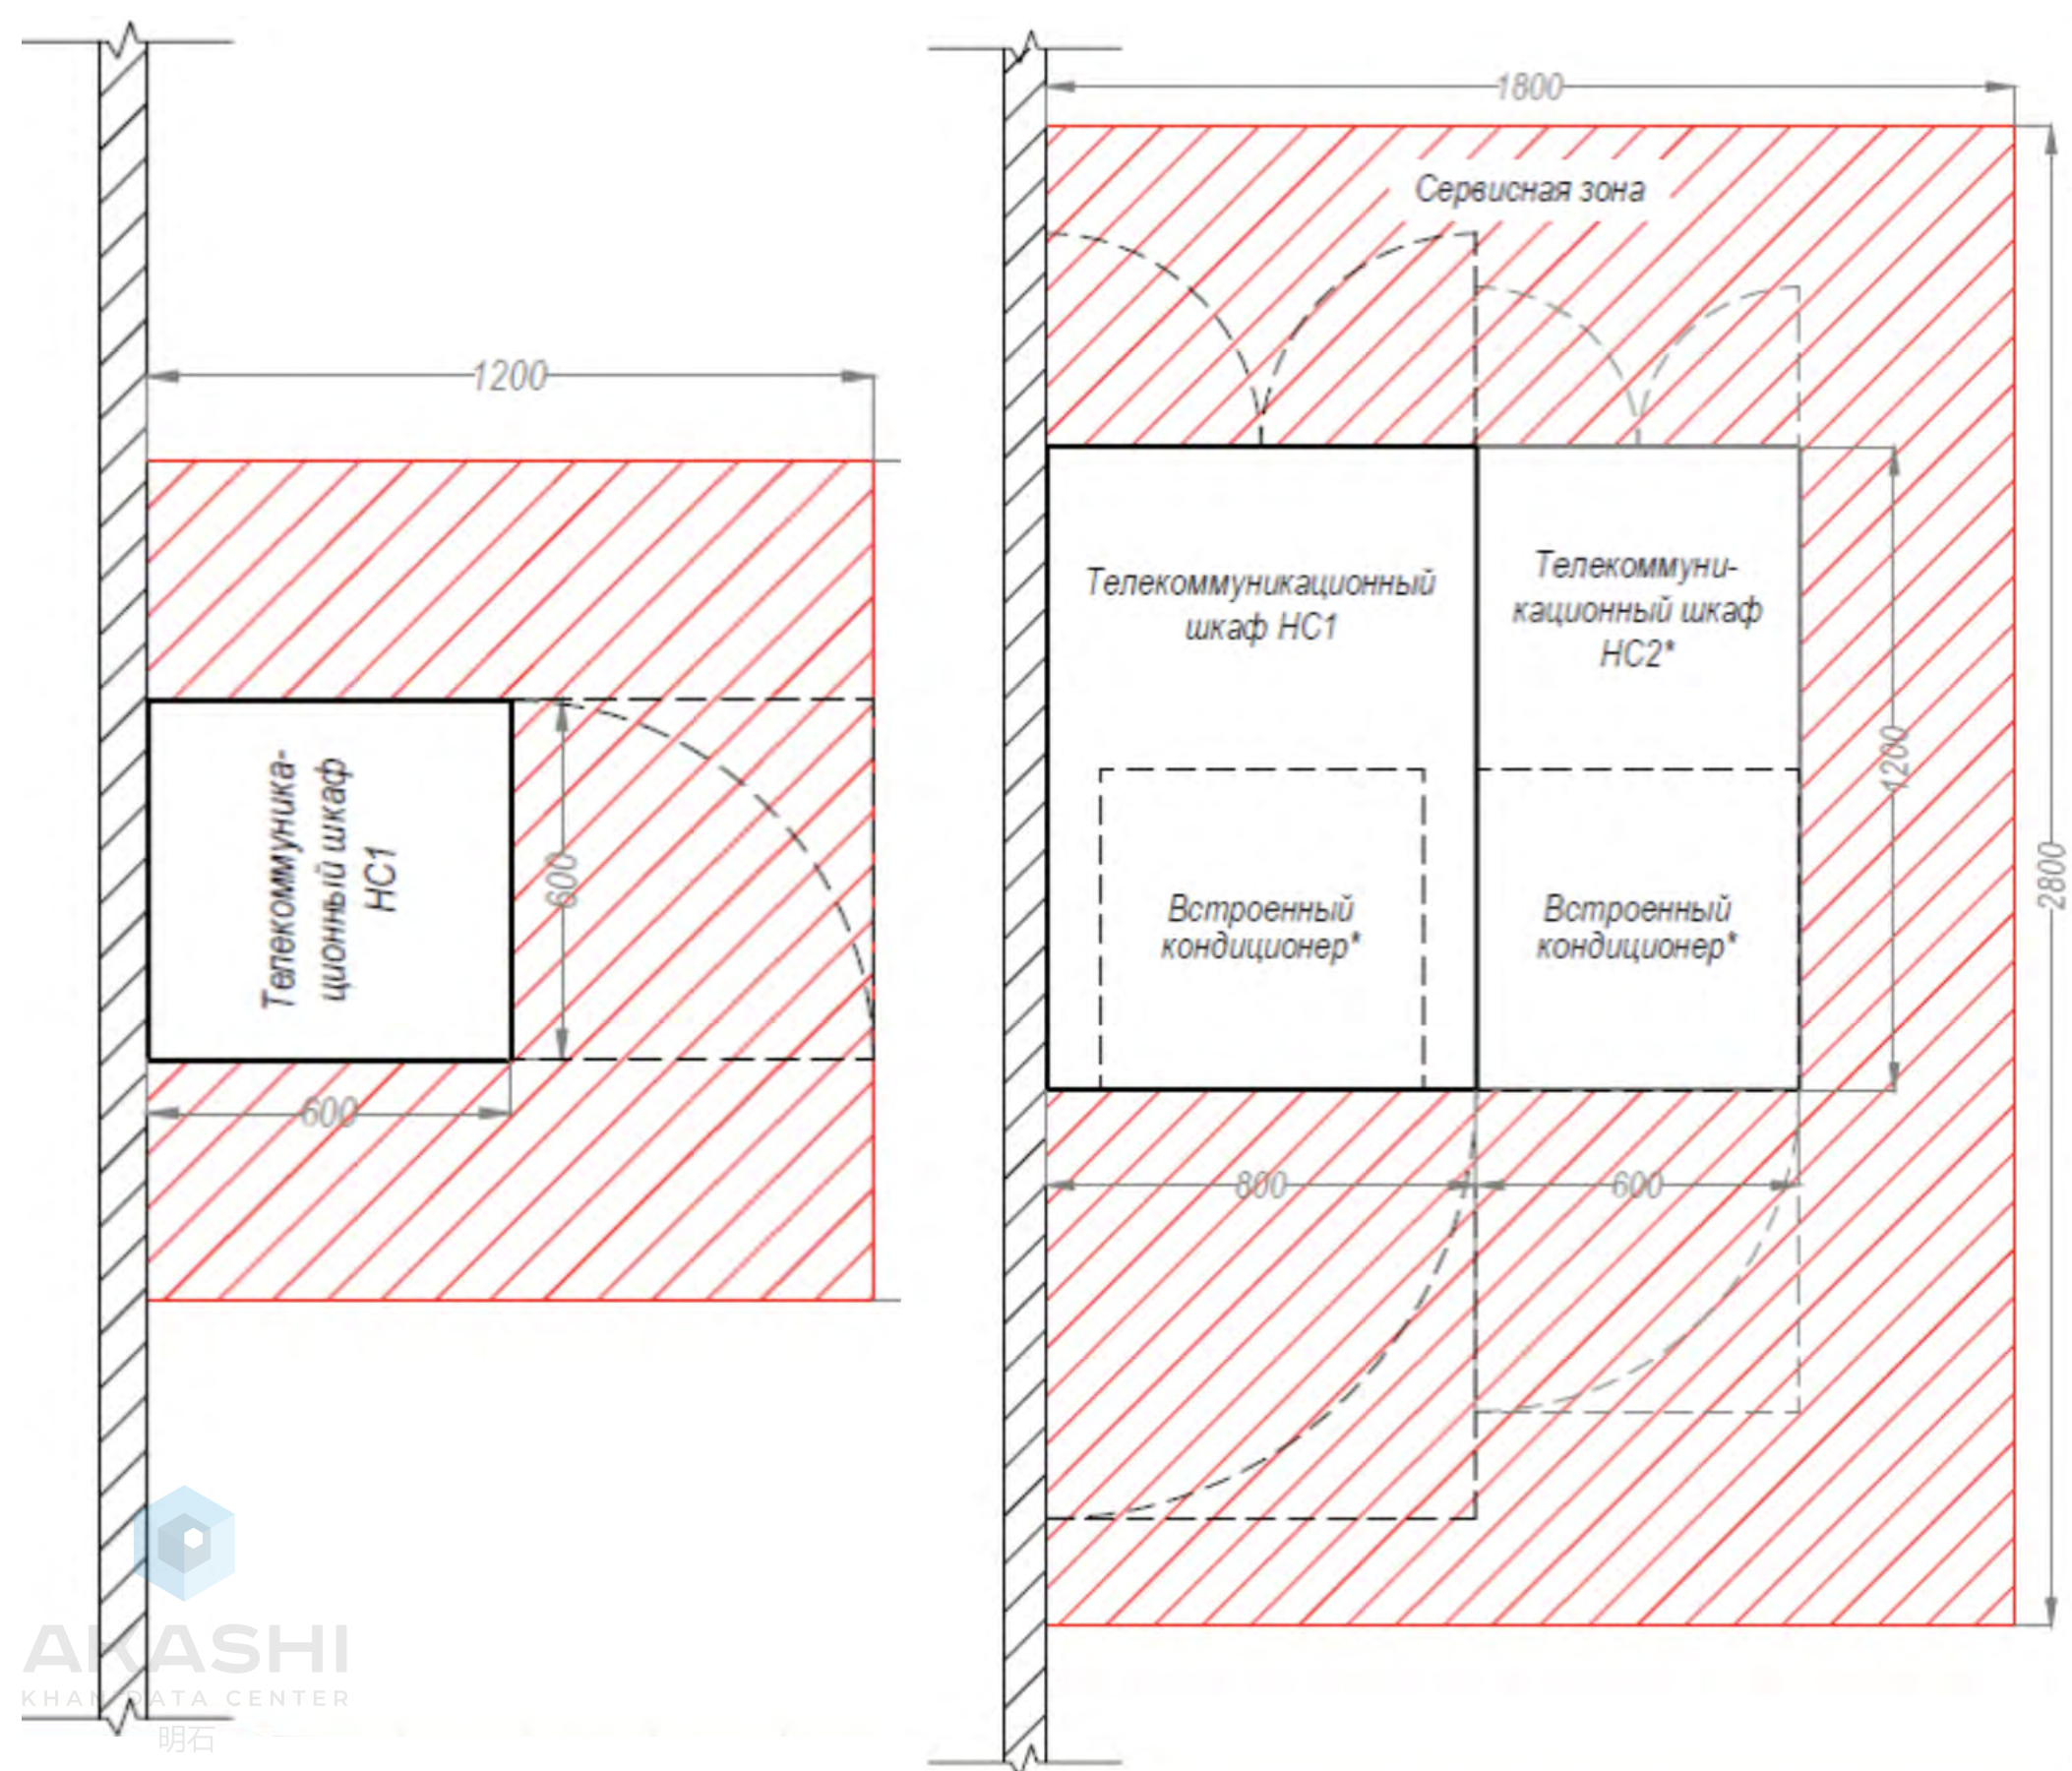 1200
Телекоммуника-
ционный шкаф
НС1
600
600
AKASHI
KHAN DATA CENTER
明石
1800
Сервисная зона
Телекоммуникационный
шкаф НС1
Телекоммуни-
кационный шкаф
НС2*
1200
2800
Встроенный
кондиционер*
Встроенный
кондиционер*
800
600